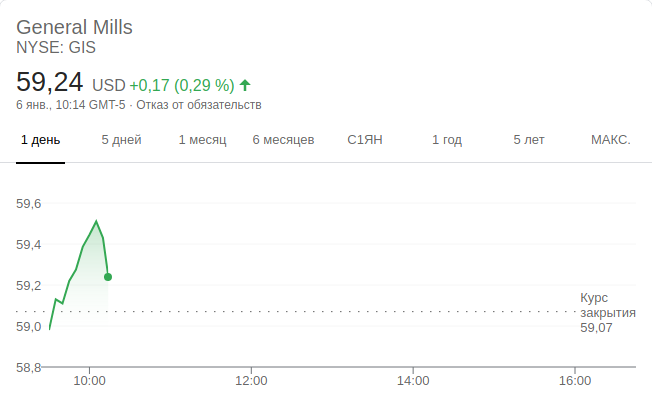 General Mills
NYSE: GIS
59,24 USD +0,17 (0,29 %)
6 янв., 10:14 GMT-5 · Отказ от обязательств
1 день 5 дней 1 месяц 6 месяцев С1ЯН 1 год 5 лет МАКС.
59,6
59,4
59,2
59,0
58,8
Курс
закрытия
59,07
10:00 12:00 14:00 16:00